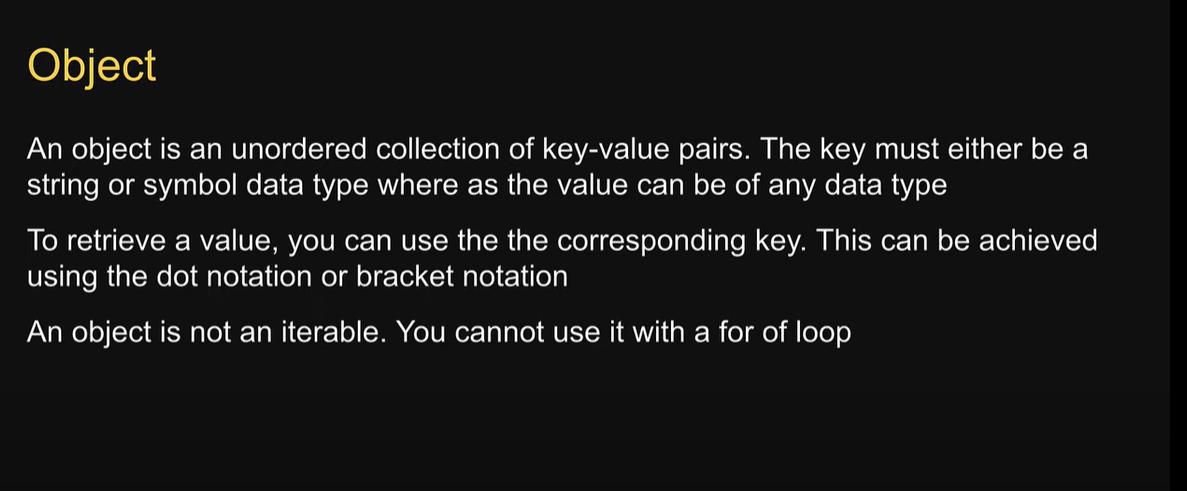 Object
An object is an unordered collection of key-value pairs. The key must either be a
string or symbol data type where as the value can be of any data type
To retrieve a value, you can use the the corresponding key. This can be achieved
using the dot notation or bracket notation
An object is not an iterable. You cannot use it with a for of loop